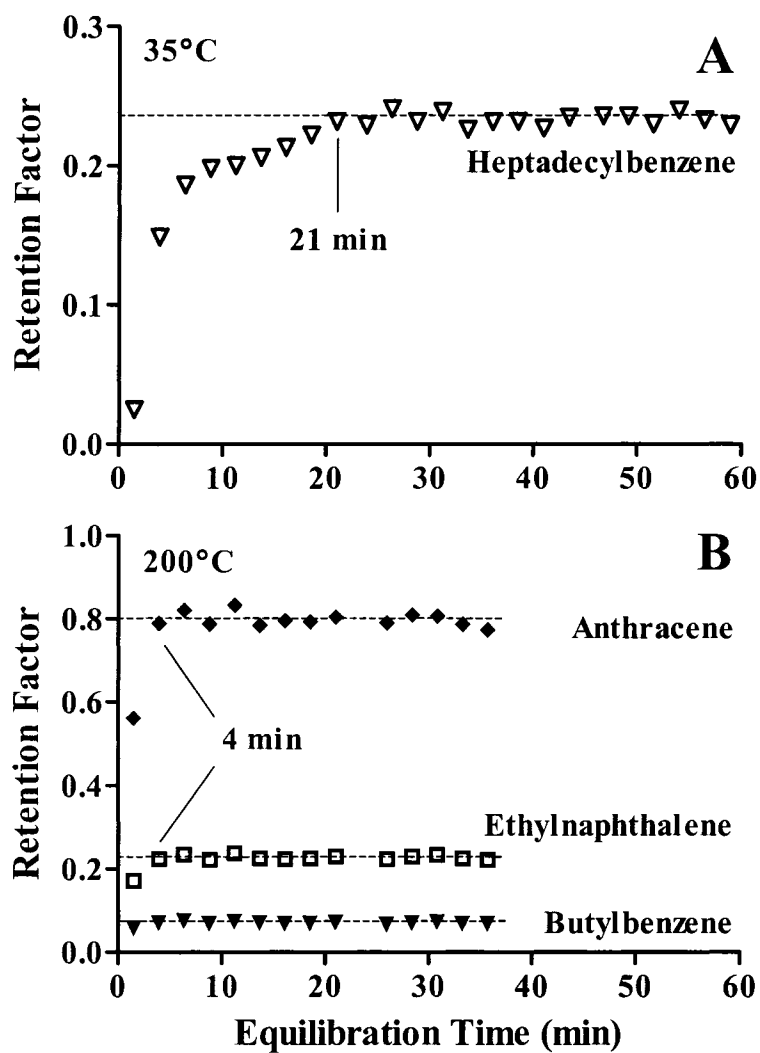 0.3
35°C
A
0.2
Heptadecylbenzene
21 min
0.1
0.0
0 10 20 30 40 50 60
Retention Factor
1.0
200°C
B
0.8
Anthracene
0.6
4 min
0.4
Ethylnaphthalene
0.2
Butylbenzene
0.0
0 10 20 30 40 50 60
Retention Factor
Equilibration Time (min)